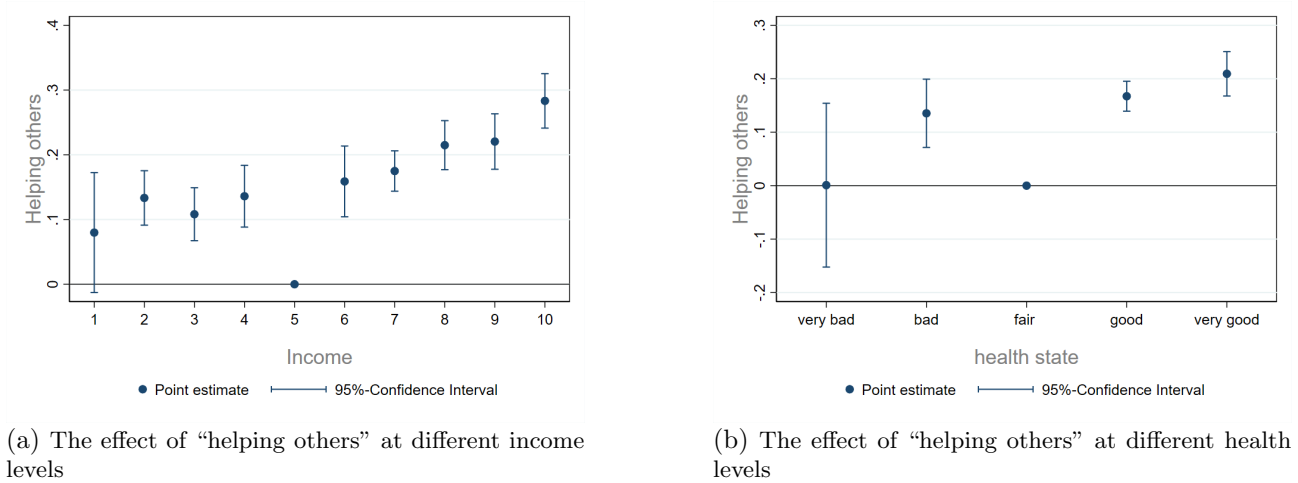 .4
.3
.2
.1
0
Helping others
1 2 3 4 5 6 7 8 9 10
Income
Point estimate 95%-Confidence Interval
(a) The effect of “helping others” at different income
levels
.3
.2
.1
0
-.1
-.2
Helping others
very bad bad fair good very good
health state
Point estimate 95%-Confidence Interval
(b) The effect of “helping others” at different health
levels